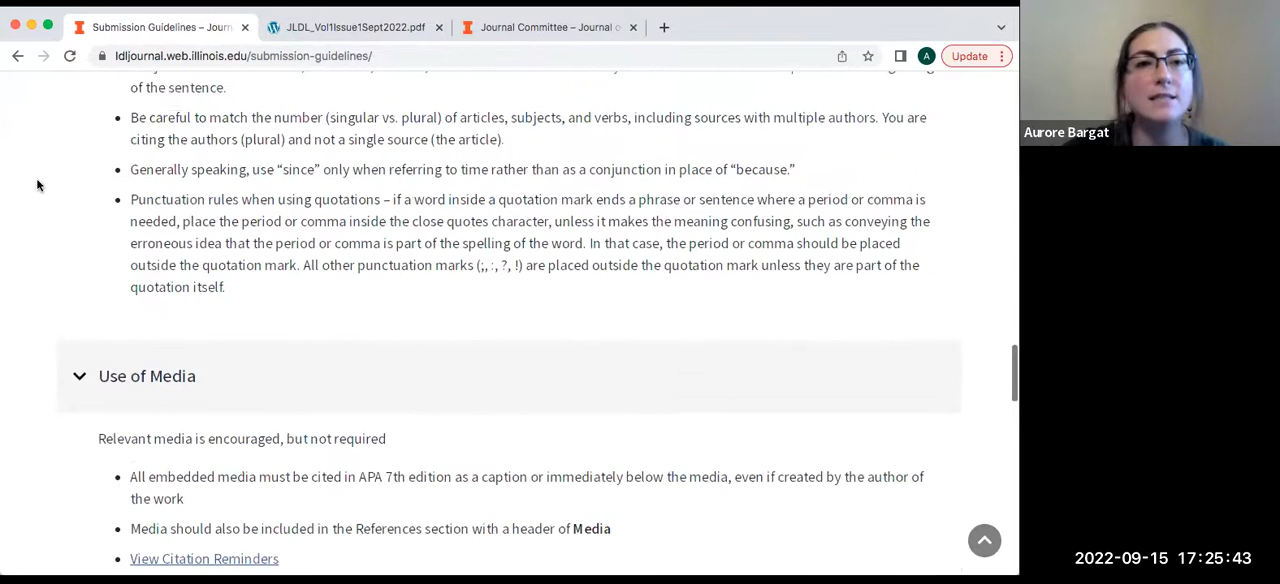 Submission Guidelines – Journ
JLDL_Vol1Issue1Sept2022.pdf
Journal Committee – Journal o
ldljournal.web.illinois.edu/submission-guidelines/
A
Update
Aurore Bargat
of the sentence.
Be careful to match the number (singular vs. plural) of articles, subjects, and verbs, including sources with multiple authors. You are
citing the authors (plural) and not a single source (the article).
Generally speaking, use “since” only when referring to time rather than as a conjunction in place of “because.”
Punctuation rules when using quotations – if a word inside a quotation mark ends a phrase or sentence where a period or comma is
needed, place the period or comma inside the close quotes character, unless it makes the meaning confusing, such as conveying the
erroneous idea that the period or comma is part of the spelling of the word. In that case, the period or comma should be placed
outside the quotation mark. All other punctuation marks (;, :, ?, !) are placed outside the quotation mark unless they are part of the
quotation itself.
Use of Media
Relevant media is encouraged, but not required
All embedded media must be cited in APA 7th edition as a caption or immediately below the media, even if created by the author of
the work
Media should also be included in the References section with a header of Media
View Citation Reminders
2022-09-15 17:25:43